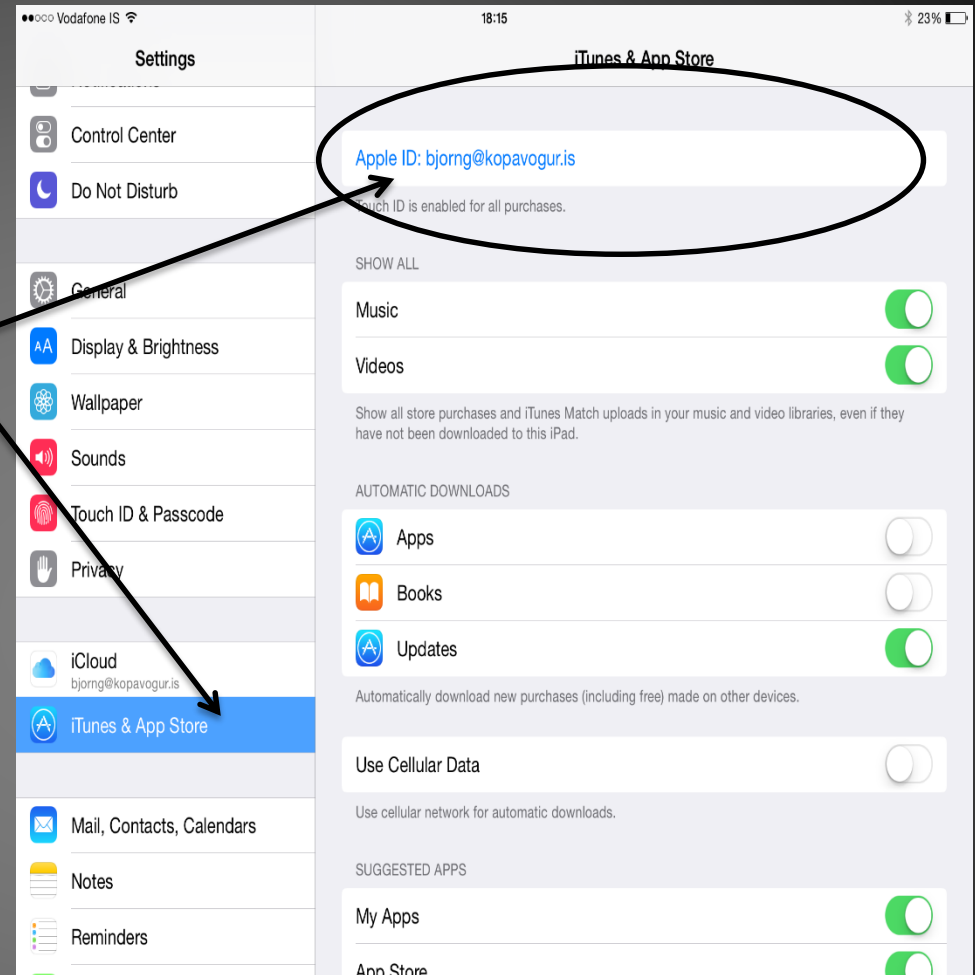 Vodafone IS
18:15
23%
Settings
Control Center
Do Not Disturb
General
AA
Display & Brightness
Wallpaper
Sounds
Touch ID & Passcode
Privacy
iCloud
bjorng@kopavogur.is
iTunes & App Store
Mail, Contacts, Calendars
Notes
Reminders
iTunes & App Store
Apple ID: bjorng@kopavogur.is
Touch ID is enabled for all purchases.
SHOW ALL
Music
Videos
Show all store purchases and iTunes Match uploads in your music and video libraries, even if they
have not been downloaded to this iPad.
AUTOMATIC DOWNLOADS
Apps
Books
Updates
Automatically download new purchases (including free) made on other devices.
Use Cellular Data
Use cellular network for automatic downloads.
SUGGESTED APPS
My Apps
App Store